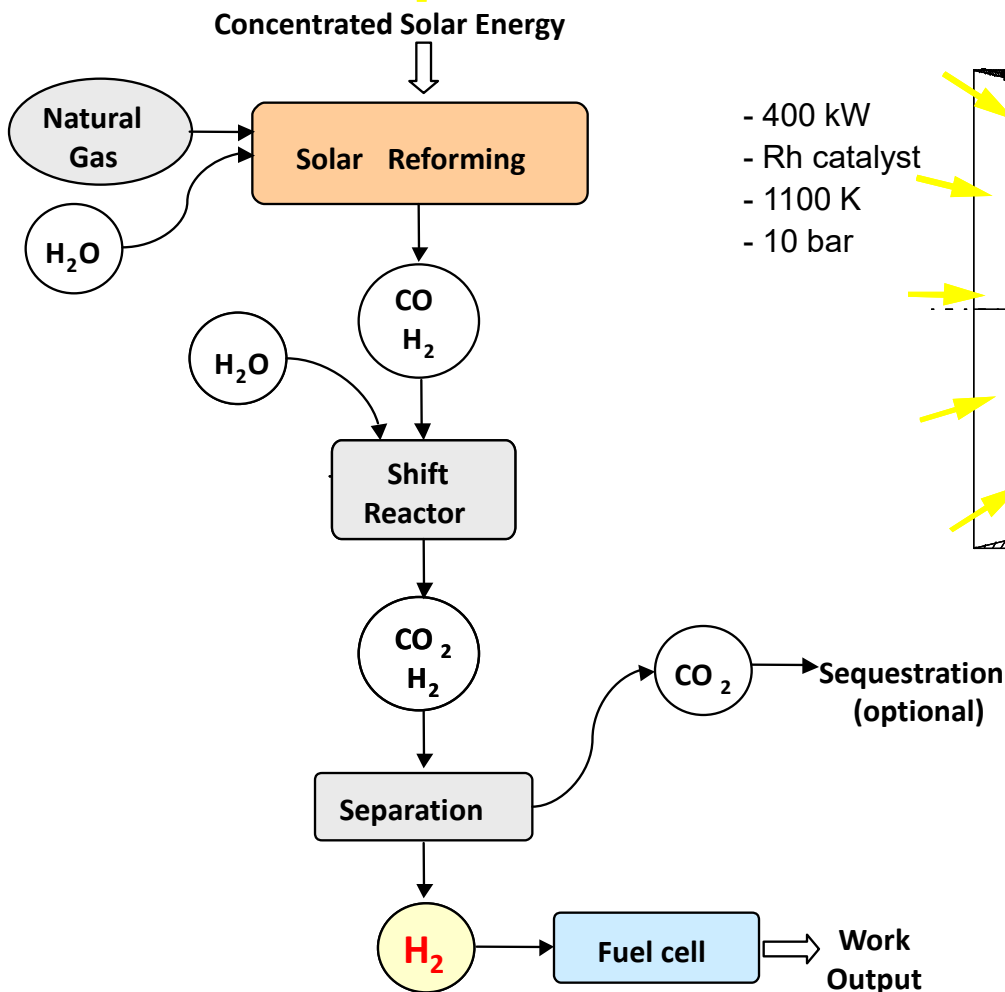 Concentrated Solar Energy
Natural
Gas
Solar Reforming
- 400 kW
- Rh catalyst
- 1100 K
- 10 bar
H₂O
CO
H₂
H₂O
Shift
Reactor
CO₂
H₂
CO₂
Sequestration
(optional)
Separation
H₂
Fuel cell
Work
Output